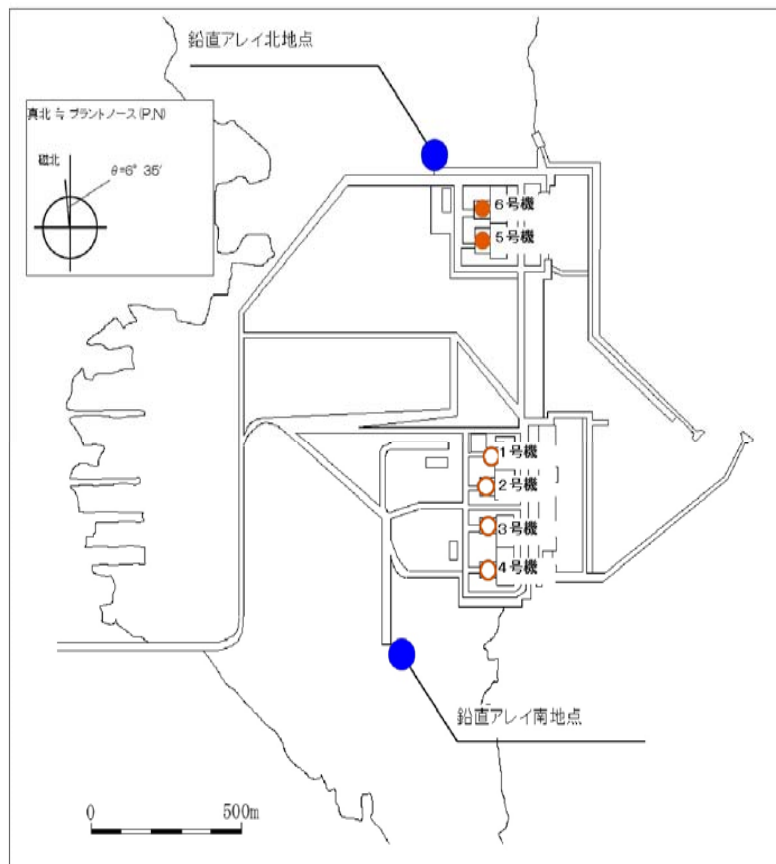 鉛直アレイ北地点
真北 ≒ プラントノース(P.N)
磁北
θ=6° 35′
6号機
5号機
1号機
2号機
3号機
4号機
鉛直アレイ南地点
0
500m